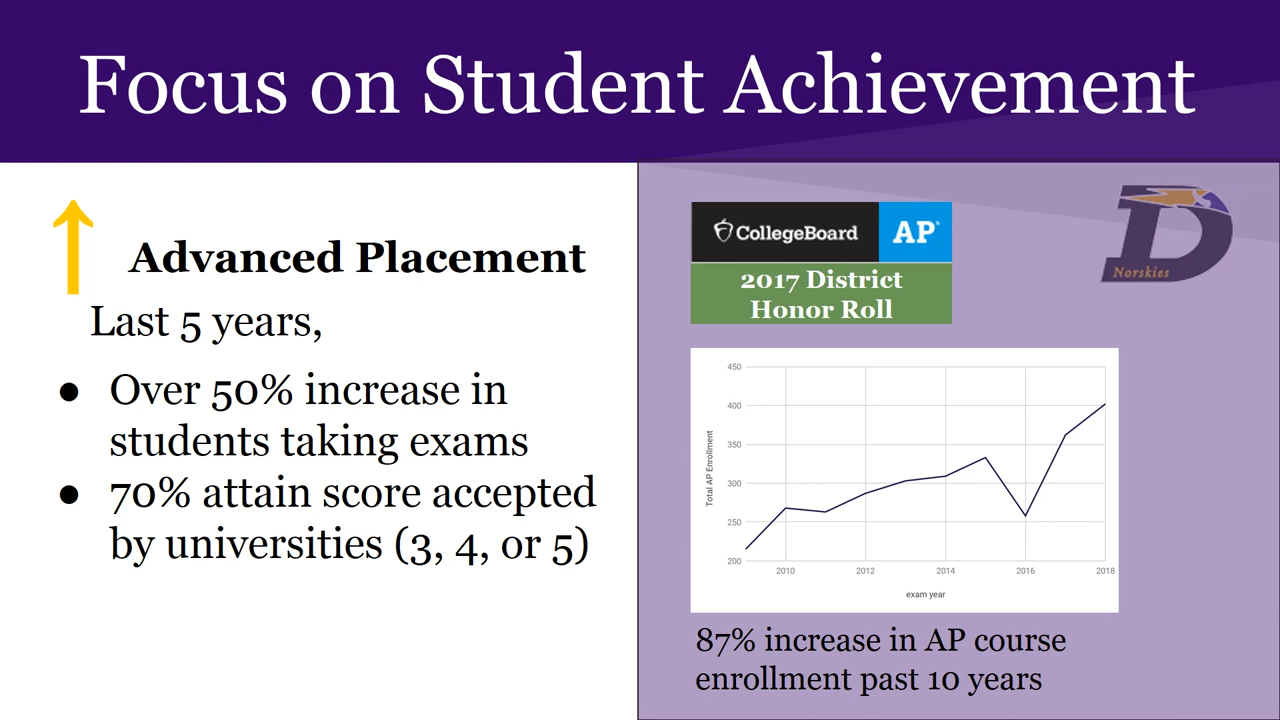 Focus on Student Achievement
Advanced Placement
Last 5 years,
● Over 50% increase in
students taking exams
● 70% attain score accepted
by universities (3, 4, or 5)
CollegeBoard AP®
2017 District
Honor Roll
D
Norskies
450
400
350
300
250
200
Total AP Enrollment
2010 2012 2014 2016 2018
exam year
87% increase in AP course
enrollment past 10 years